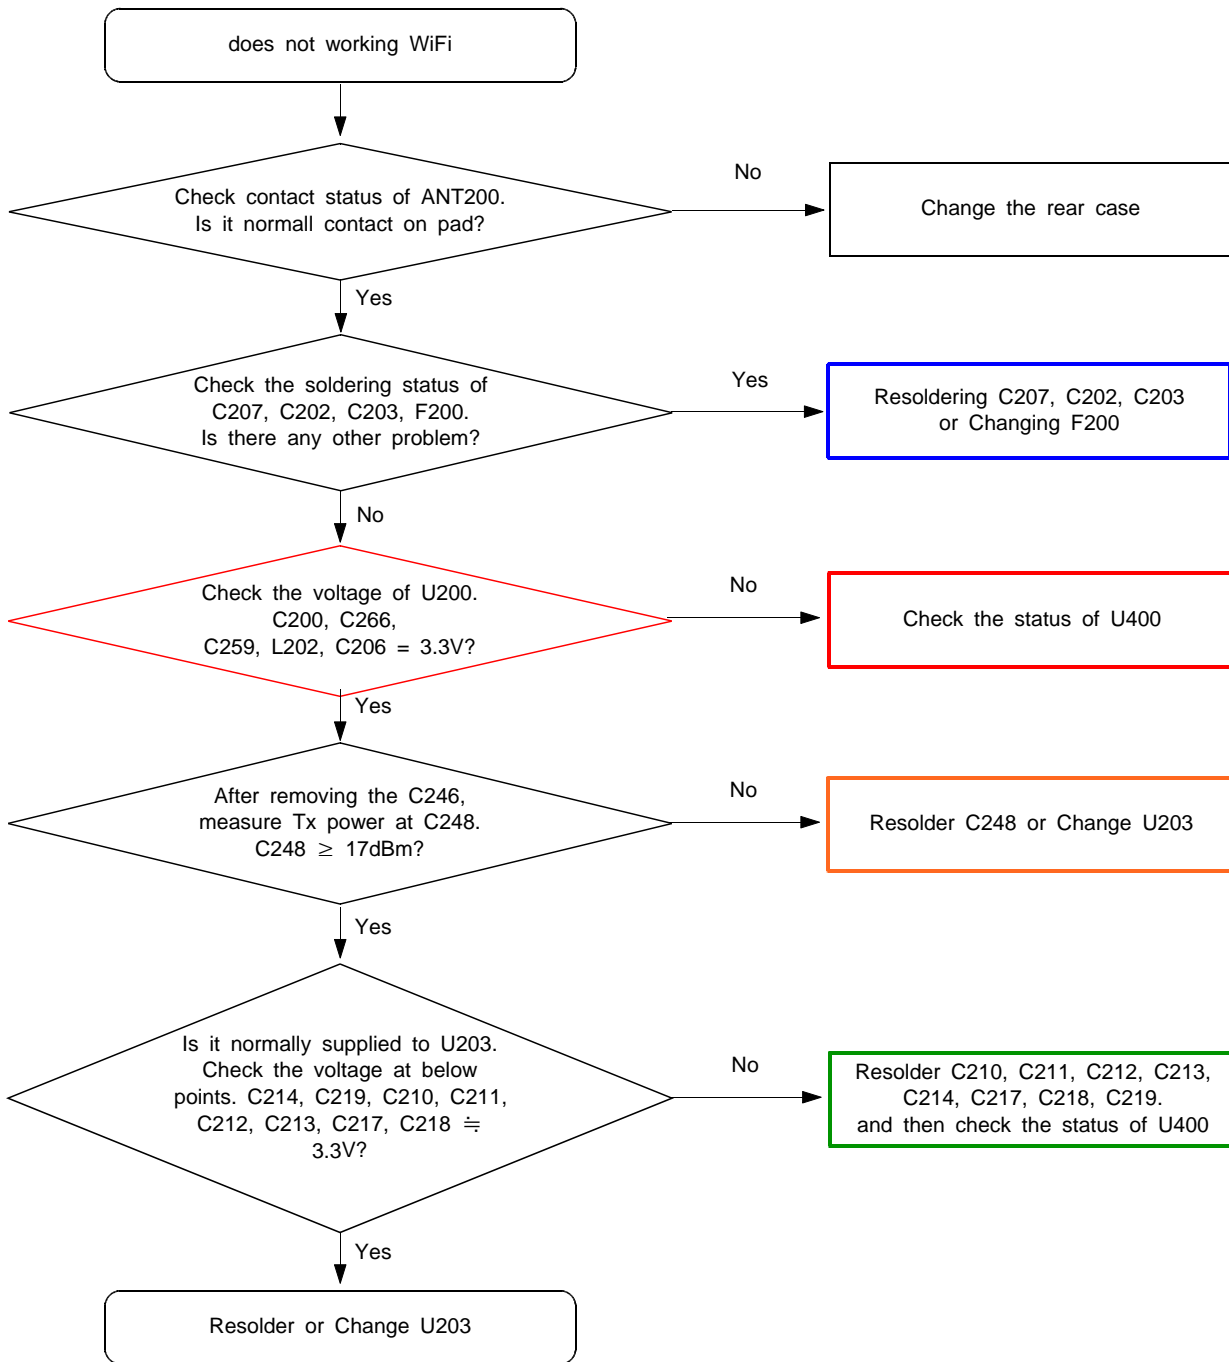 does not working WiFi
Check contact status of ANT200.
Is it normall contact on pad?
No
Change the rear case
Yes
Check the soldering status of
C207, C202, C203, F200.
Is there any other problem?
Yes
Resoldering C207, C202, C203
or Changing F200
No
Check the voltage of U200.
C200, C266,
C259, L202, C206 = 3.3V?
No
Check the status of U400
Yes
After removing the C246,
measure Tx power at C248.
C248 ≥ 17dBm?
No
Resolder C248 or Change U203
Yes
Is it normally supplied to U203.
Check the voltage at below
points. C214, C219, C210, C211,
C212, C213, C217, C218 ≒
3.3V?
No
Resolder C210, C211, C212, C213,
C214, C217, C218, C219.
and then check the status of U400
Yes
Resolder or Change U203